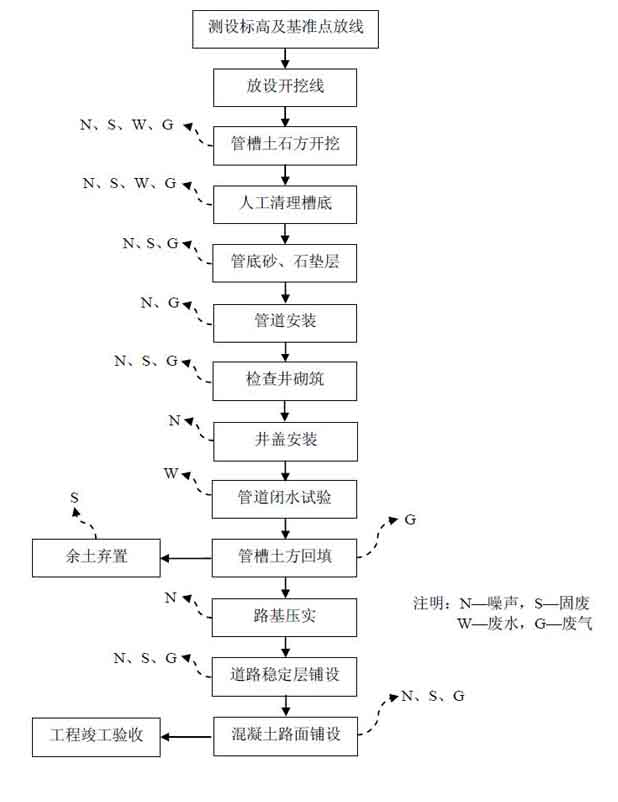 测设标高及基准点放线
放设开挖线
N、S、W、G
管槽土石方开挖
N、S、W、G
人工清理槽底
N、S、G
管底砂、石垫层
N、G
管道安装
N、S、G
检查井砌筑
N
井盖安装
W
管道闭水试验
S
G
余土弃置
管槽土方回填
N
路基压实
注明：N—噪声，S—固废
W—废水，G—废气
N、S、G
道路稳定层铺设
N、S、G
工程竣工验收
混凝土路面铺设